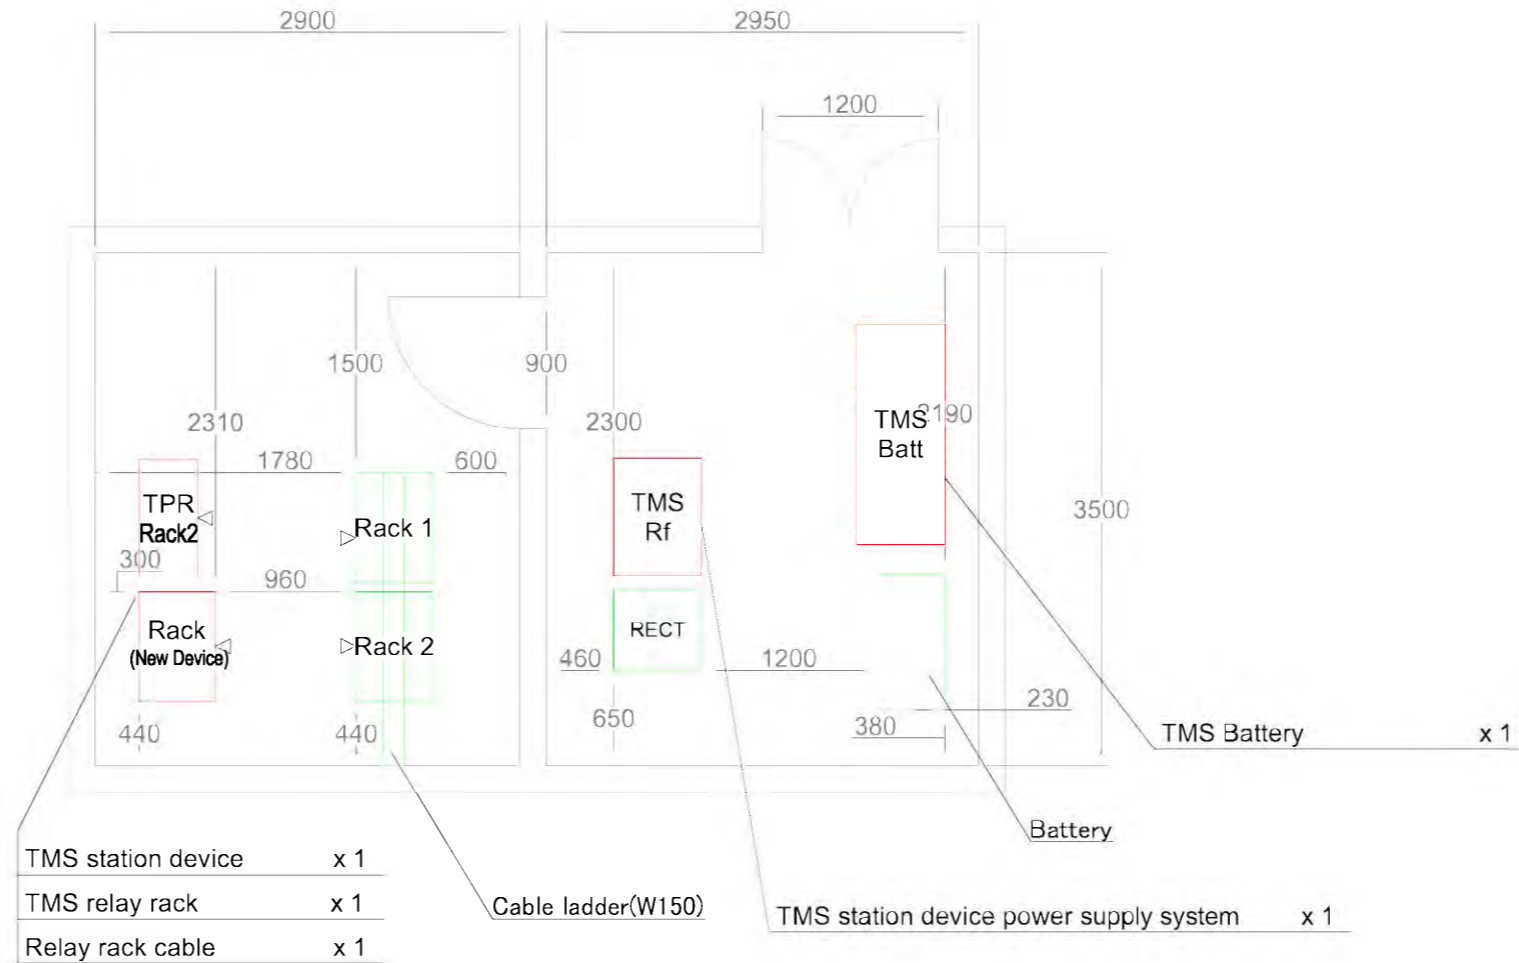 2900
2950
1200
1500
900
2310
2300
TMS
2190
Batt
1780
600
TPR
Rack2
Rack 1
TMS
Rf
3500
300
960
Rack
(New Device)
Rack 2
RECT
460
1200
230
650
440
440
380
TMS Battery x 1
Battery
TMS station device x 1
TMS relay rack x 1
Relay rack cable x 1
Cable ladder(W150)
TMS station device power supply system x 1